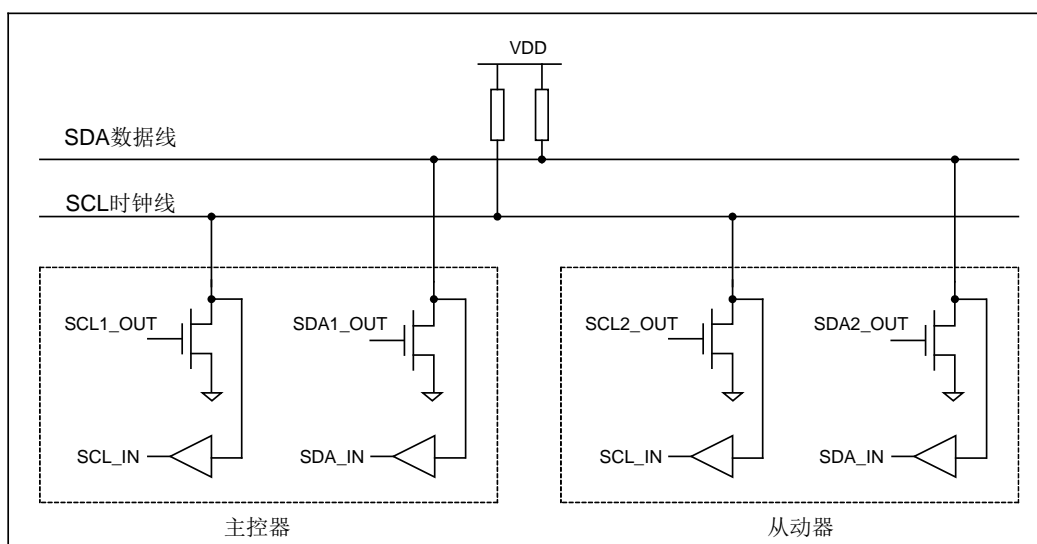 VDD
SDA数据线
SCL时钟线
SCL1_OUT
SDA1_OUT
SCL2_OUT
SDA2_OUT
SCL_IN
SDA_IN
SCL_IN
SDA_IN
主控器
从动器